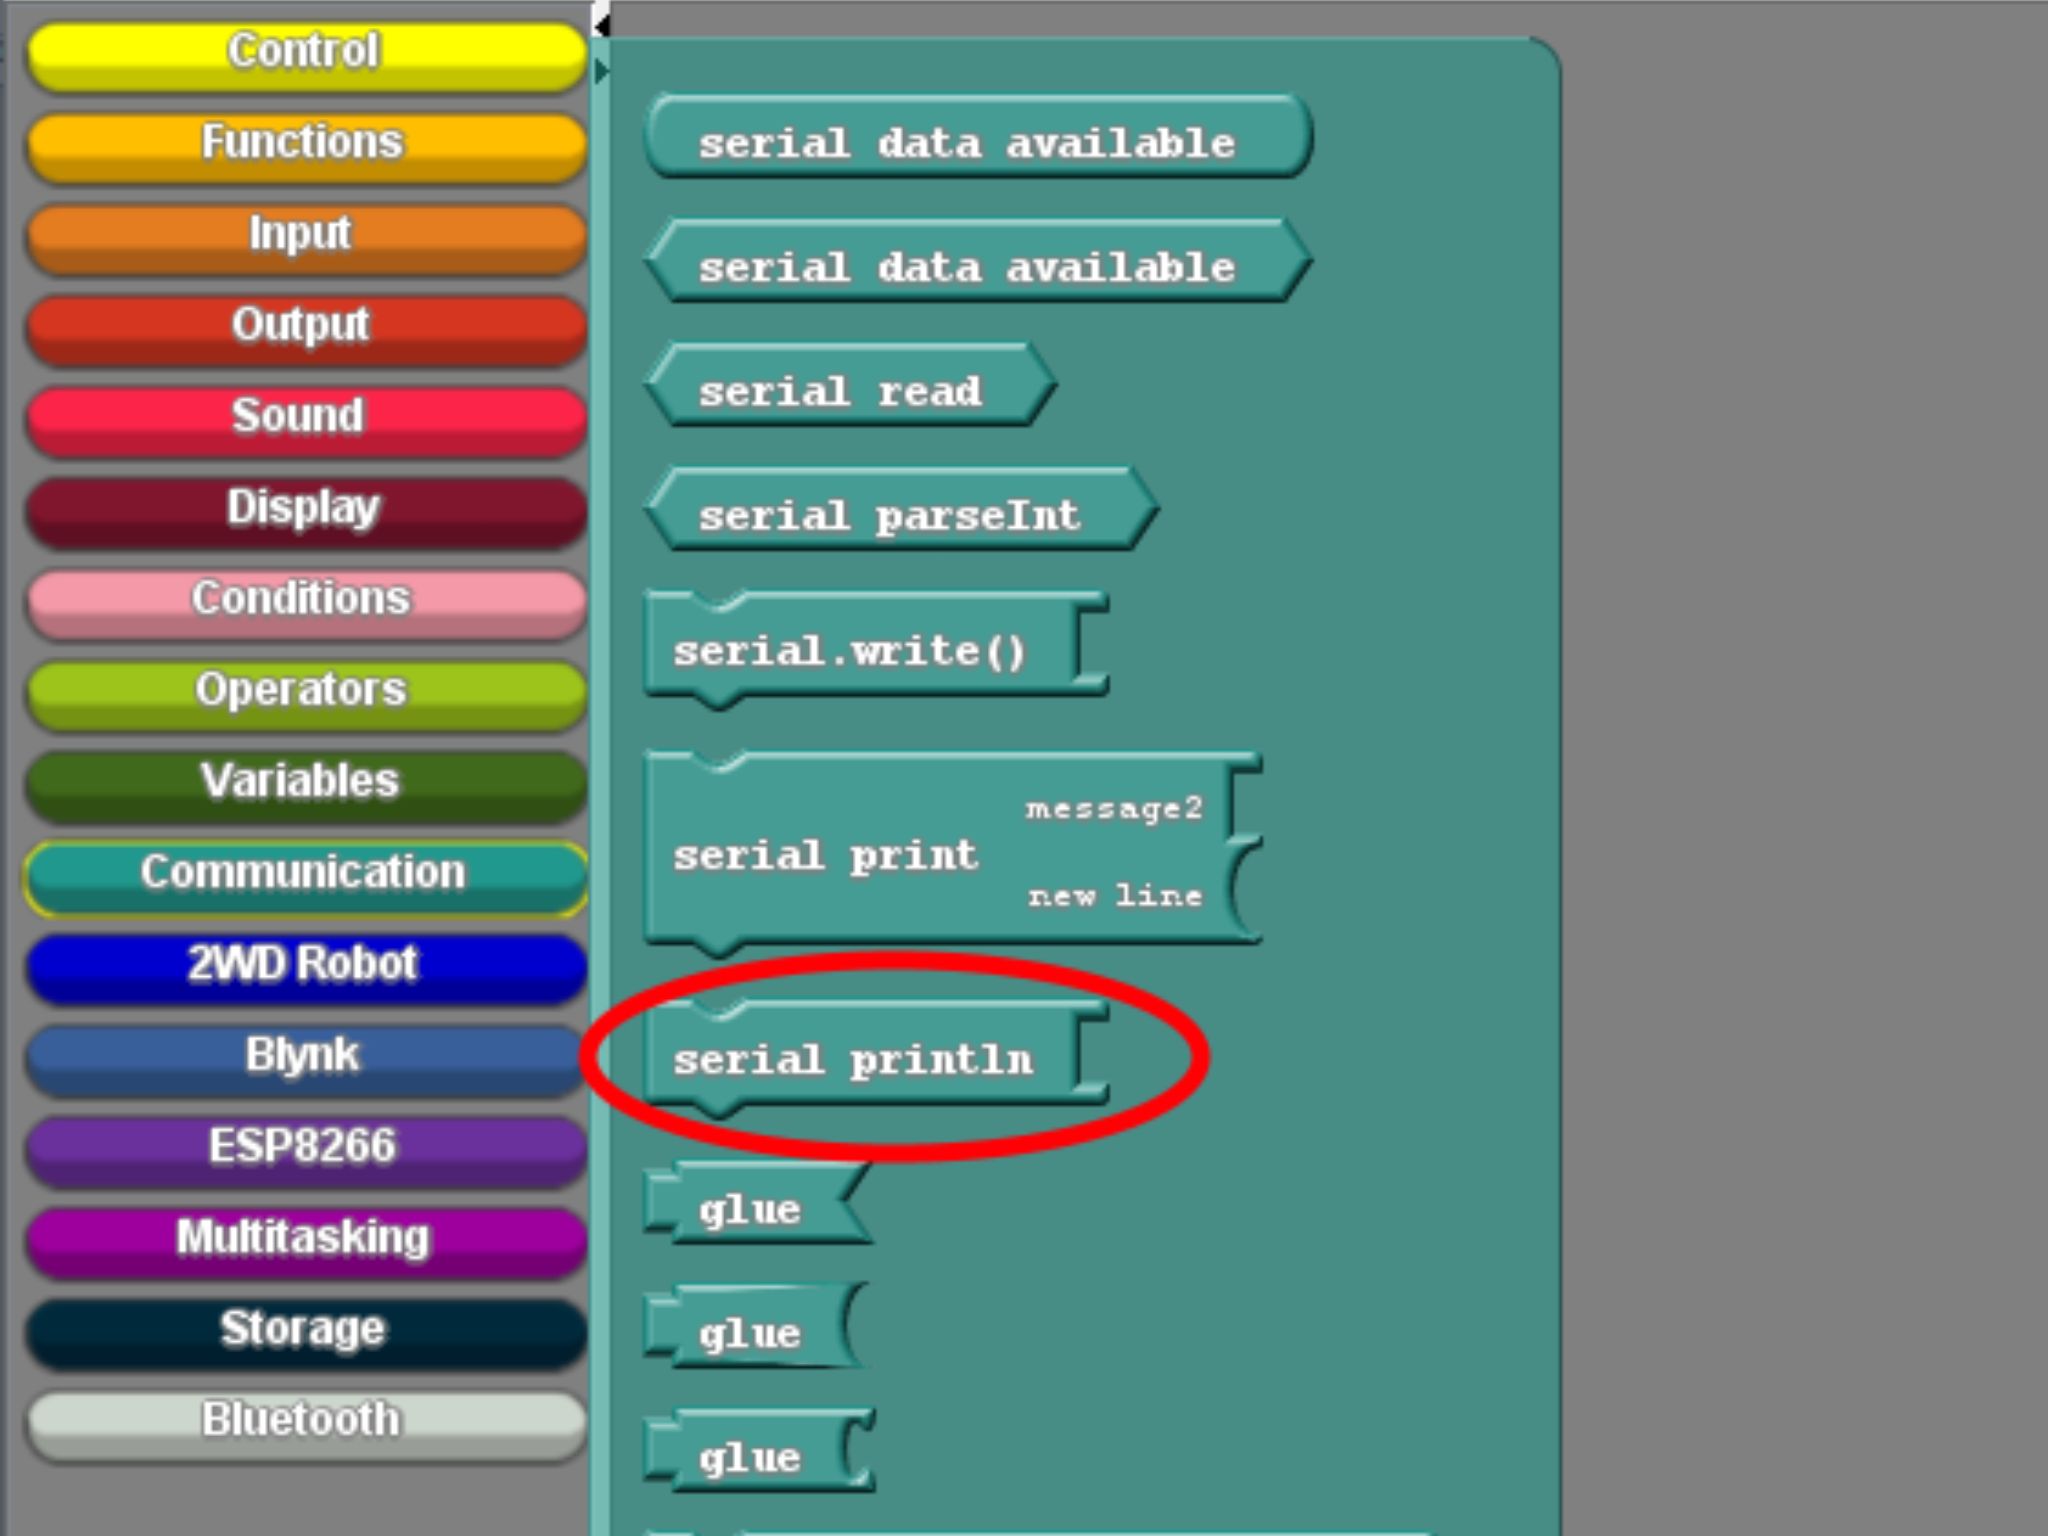 Control
Functions
Input
Output
Sound
Display
Conditions
Operators
Variables
Communication
2WD Robot
Blynk
ESP8266
Multitasking
Storage
Bluetooth
serial data available
serial data available
serial read
serial parseInt
serial.write()
message2
serial print
new line
serial println
glue
glue
glue